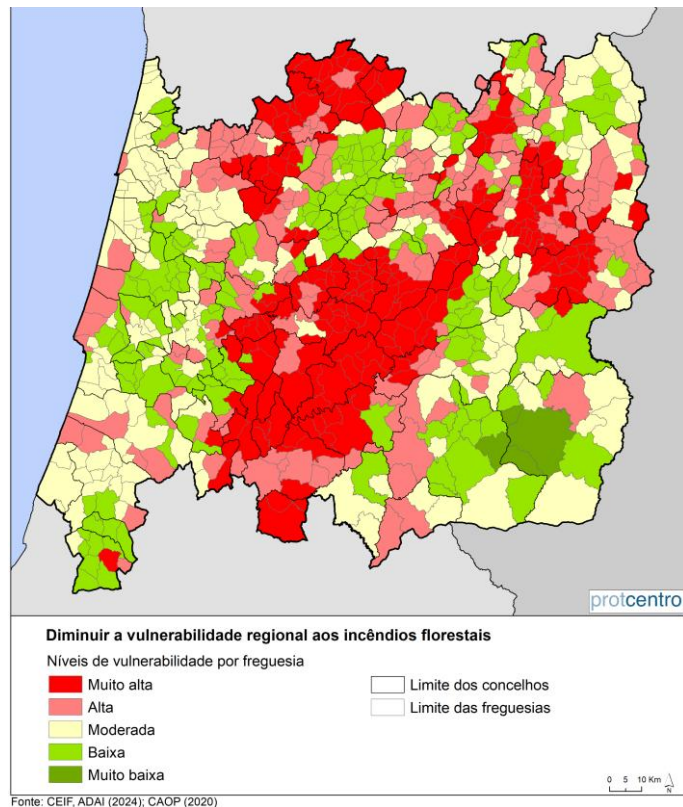 protcentro
Diminuir a vulnerabilidade regional aos incêndios florestais
Níveis de vulnerabilidade por freguesia
Muito alta
Alta
Moderada
Baixa
Muito baixa
Limite dos concelhos
Limite das freguesias
0 5 10 Km
N
Fonte: CEIF, ADAI (2024); CAOP (2020)